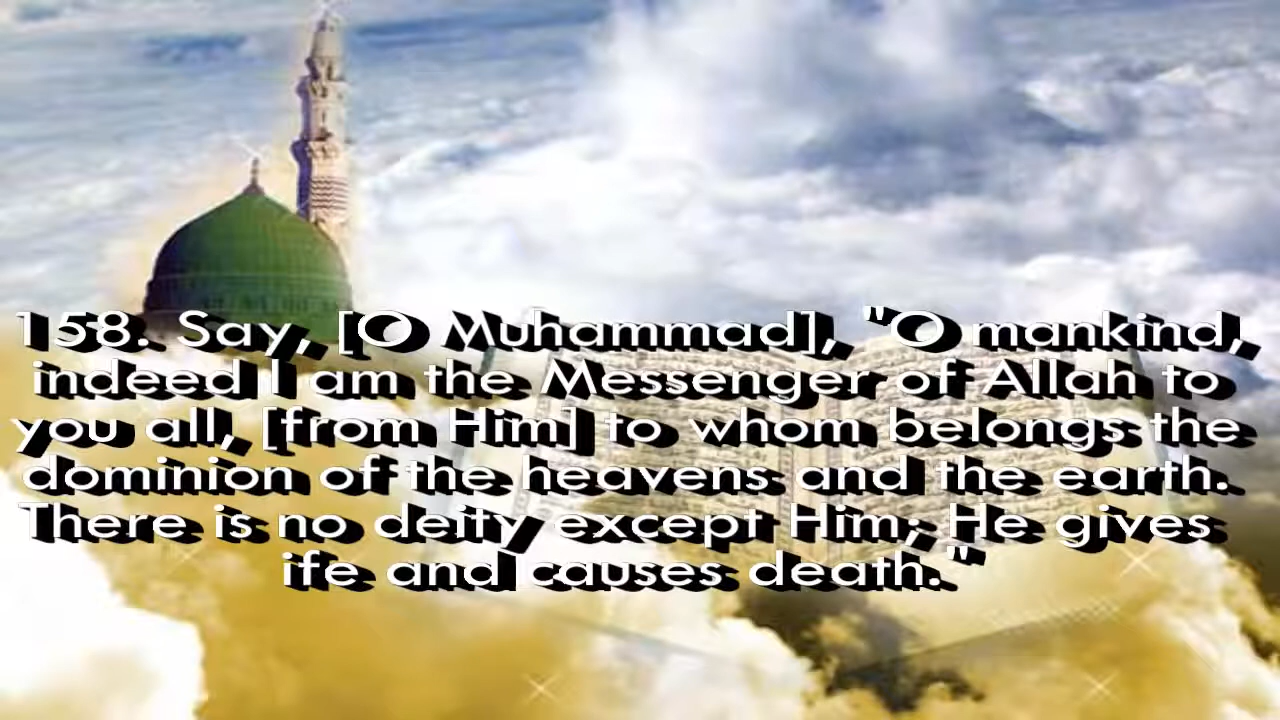 158. Say, [O Muhammad], "O mankind,
indeed I am the Messenger of Allah to
you all, [from Him] to whom belongs the
dominion of the heavens and the earth.
There is no deity except Him; He gives
ife and causes death."